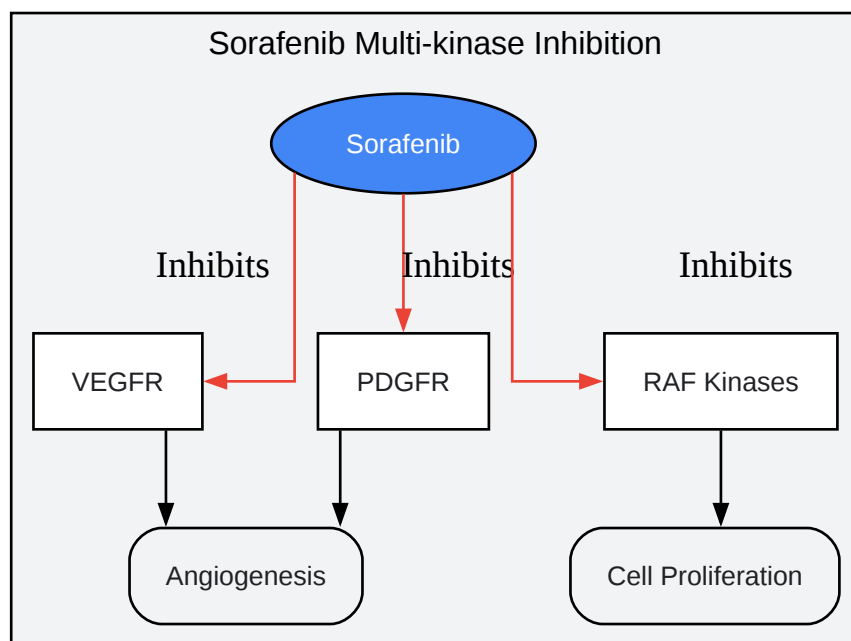 Sorafenib Multi-kinase Inhibition
Sorafenib
Inhibits
Inhibits
Inhibits
VEGFR
PDGFR
RAF Kinases
Angiogenesis
Cell Proliferation